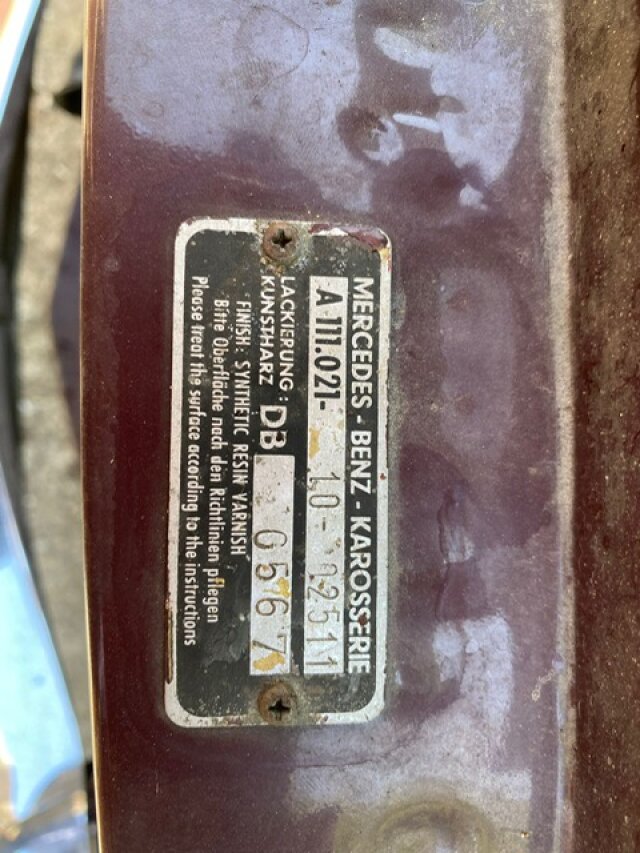 MERCEDES - BENZ - KAROSSERIE
A 111.021- 10- 02511
LACKIERUNG :
KUNSTHARZ DB 0567
FINISH : SYNTHETIC RESIN VARNISH
Bitte Oberfläche nach den Richtlinien pflegen
Please treat the surface according to the instructions